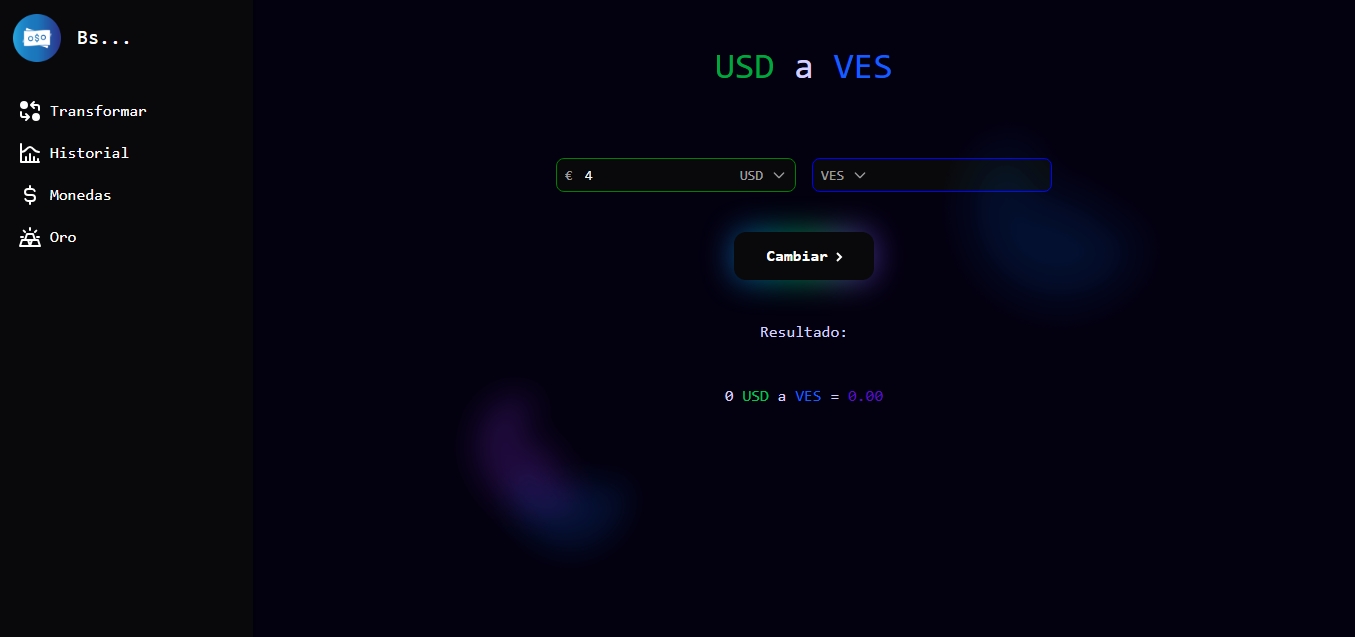 Bs...
Transformar
Historial
Monedas
Oro
USD a VES
€ 4 USD
VES
Cambiar
Resultado:
0 USD a VES = 0.00